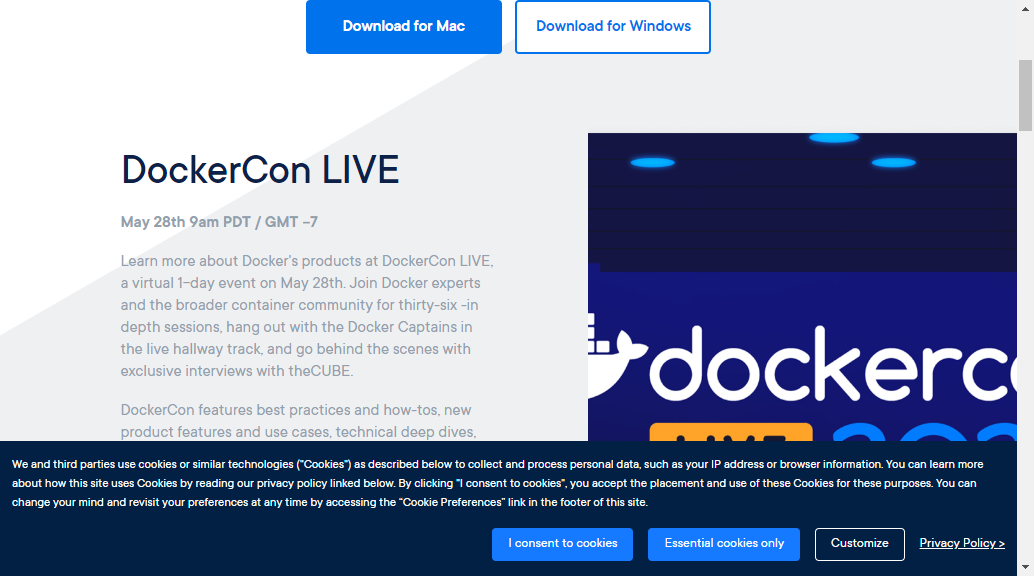 Download for Mac
Download for Windows
DockerCon LIVE
May 28th 9am PDT / GMT -7
Learn more about Docker's products at DockerCon LIVE,
a virtual 1-day event on May 28th. Join Docker experts
and the broader container community for thirty-six -in
depth sessions, hang out with the Docker Captains in
the live hallway track, and go behind the scenes with
exclusive interviews with theCUBE.
DockerCon features best practices and how-tos, new
product features and use cases, technical deep dives,
dockerco
We and third parties use cookies or similar technologies ("Cookies") as described below to collect and process personal data, such as your IP address or browser information. You can learn more
about how this site uses Cookies by reading our privacy policy linked below. By clicking "I consent to cookies", you accept the placement and use of these Cookies for these purposes. You can
change your mind and revisit your preferences at any time by accessing the “Cookie Preferences” link in the footer of this site.
I consent to cookies
Essential cookies only
Customize
Privacy Policy >